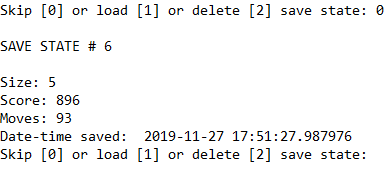 Skip [0] or load [1] or delete [2] save state: 0
SAVE STATE # 6
Size: 5
Score: 896
Moves: 93
Date-time saved:  2019-11-27 17:51:27.987976
Skip [0] or load [1] or delete [2] save state: